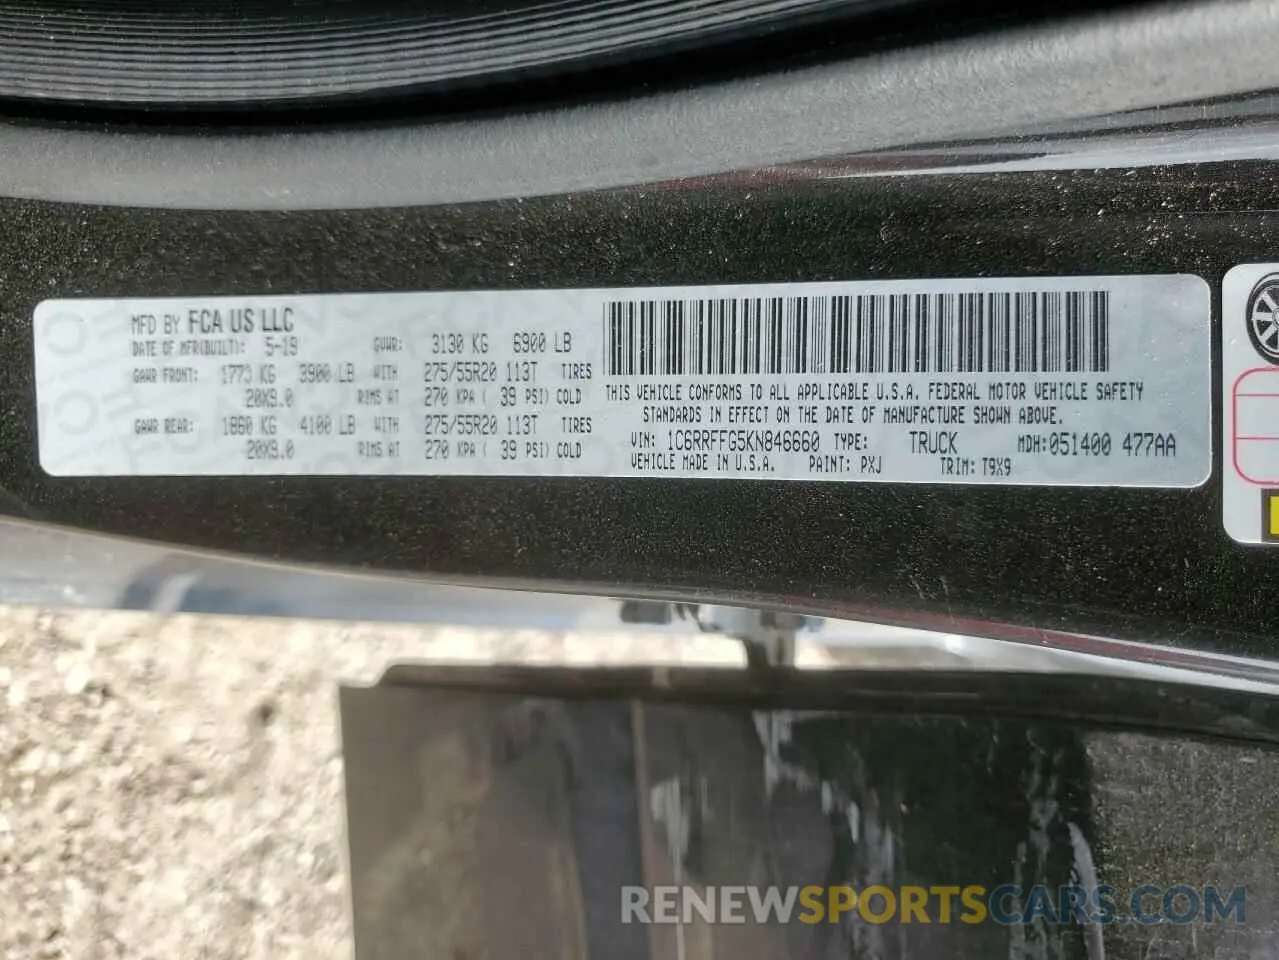 MFD BY FCA US LLC
DATE OF MFR(BUILT): 5-19 GVWR: 3130 KG 6900 LB
GAWR FRONT: 1770 KG 3900 LB WITH 275/55R20 113T TIRES
20X9.0 RIMS AT 270 KPA ( 39 PSI) COLD
GAWR REAR: 1860 KG 4100 LB WITH 275/55R20 113T TIRES
20X9.0 RIMS AT 270 KPA ( 39 PSI) COLD
THIS VEHICLE CONFORMS TO ALL APPLICABLE U.S.A. FEDERAL MOTOR VEHICLE SAFETY
STANDARDS IN EFFECT ON THE DATE OF MANUFACTURE SHOWN ABOVE.
VIN: 1C6RRFFG5KN846660 TYPE: TRUCK MDH: 051400 477AA
VEHICLE MADE IN U.S.A. PAINT: PXJ TRIM: T9X9
RENEWSPORTSCARS.COM